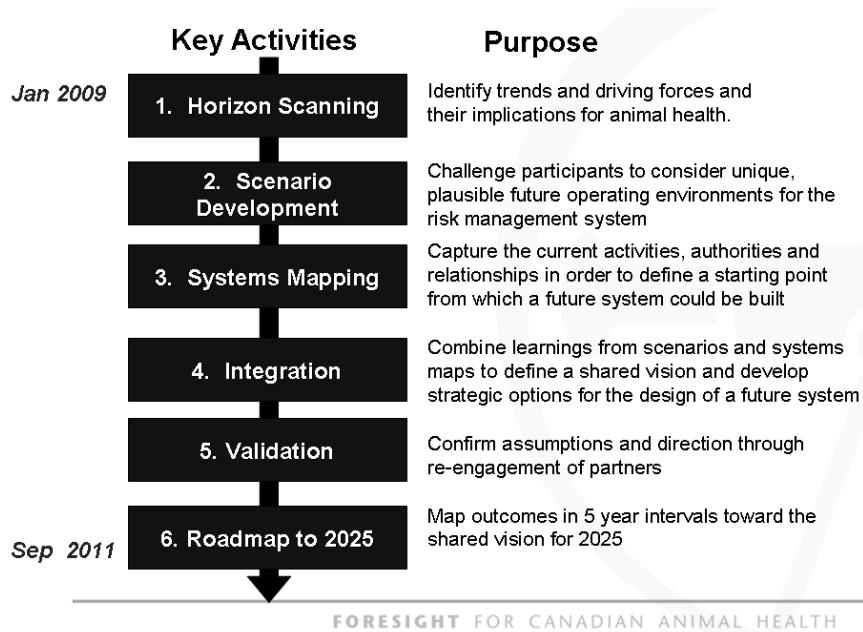 Key Activities
Purpose
Jan 2009
1. Horizon Scanning
Identify trends and driving forces and
their implications for animal health.
2. Scenario
Development
Challenge participants to consider unique,
plausible future operating environments for the
risk management system
3. Systems Mapping
Capture the current activities, authorities and
relationships in order to define a starting point
from which a future system could be built
4. Integration
Combine learnings from scenarios and systems
maps to define a shared vision and develop
strategic options for the design of a future system
5. Validation
Confirm assumptions and direction through
re-engagement of partners
Sep 2011
6. Roadmap to 2025
Map outcomes in 5 year intervals toward the
shared vision for 2025
FORESIGHT FOR CANADIAN ANIMAL HEALTH